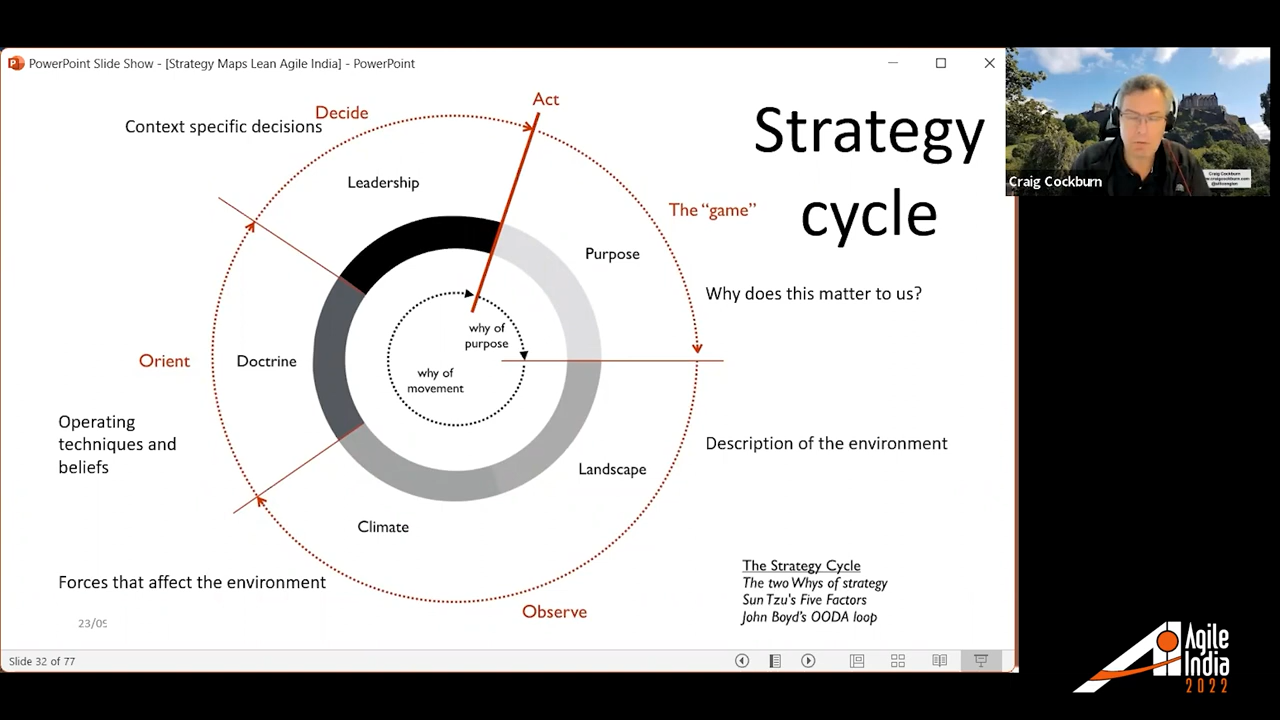 PowerPoint Slide Show - [Strategy Maps Lean Agile India] - PowerPoint
Strategy
cycle
Act
Decide
Context specific decisions
Leadership
The “game”
Purpose
Why does this matter to us?
why of
purpose
why of
movement
Orient
Doctrine
Operating
techniques and
beliefs
Description of the environment
Landscape
Climate
Forces that affect the environment
Observe
The Strategy Cycle
The two Whys of strategy
Sun Tzu's Five Factors
John Boyd’s OODA loop
23/09
Slide 32 of 77
Craig Cockburn
Craig Cockburn
Agile
India
2022